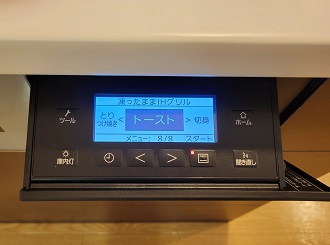 凍ったままIHグリル
とり
つけ焼き < トースト > 切身
メニュー: 8/8 スタート
ツール
ホーム
庫内灯
< >
聞き直し